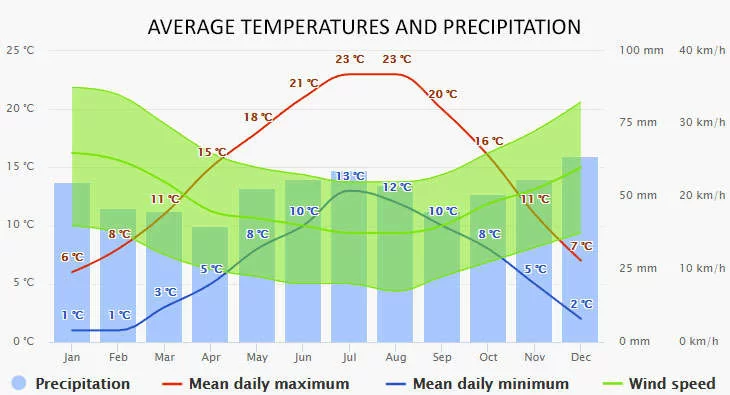 AVERAGE TEMPERATURES AND PRECIPITATION
25 °C 100 mm 40 km/h
23 °C 23 °C
21 °C
20 °C
20 °C 75 mm 30 km/h
18 °C
16 °C
15 °C
15 °C 50 mm 20 km/h
13 °C
12 °C
11 °C 11 °C
10 °C 10 °C
10 °C 25 mm 10 km/h
8 °C 8 °C 8 °C
6 °C 7 °C
5 °C 5 °C
5 °C
3 °C
2 °C
1 °C 1 °C
0 °C 0 mm 0 km/h
Jan Feb Mar Apr May Jun Jul Aug Sep Oct Nov Dec
Precipitation Mean daily maximum Mean daily minimum Wind speed